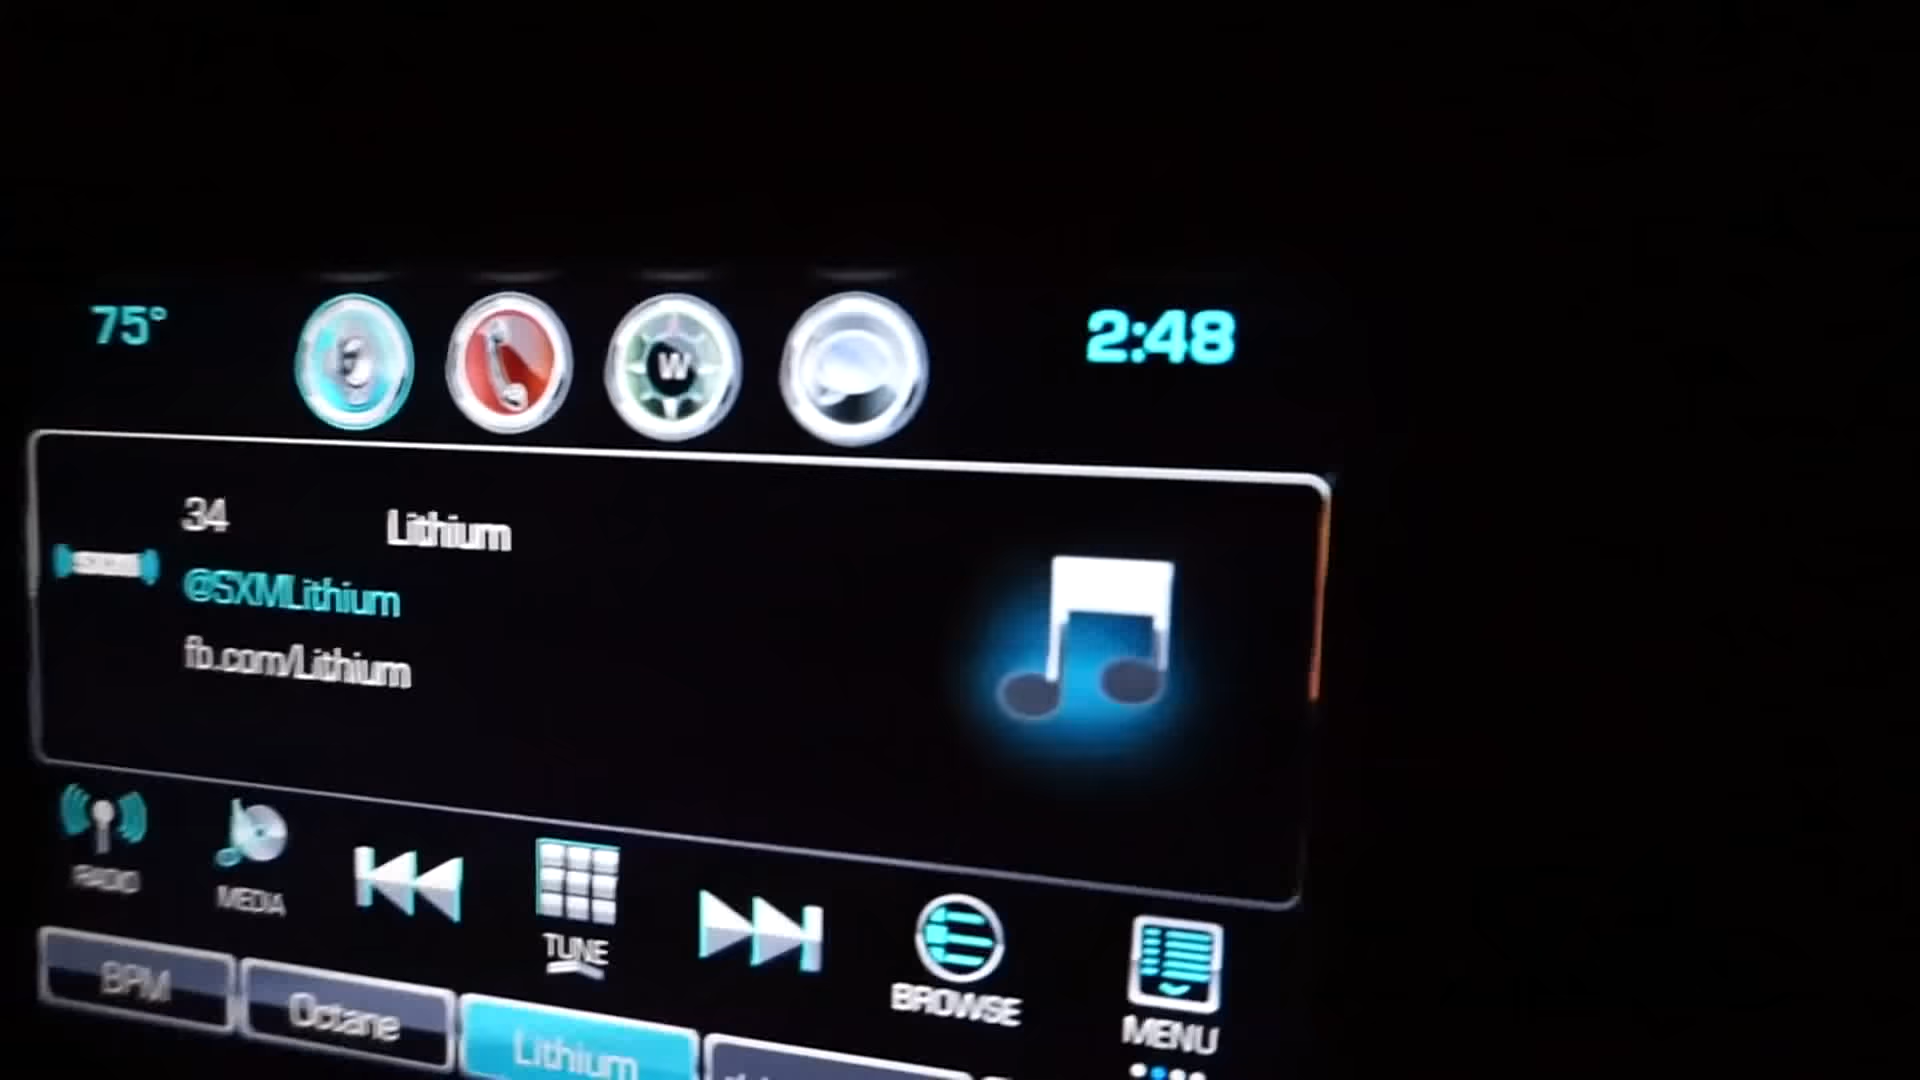 75°
W
2:48
34 Lithium
@SXMLithium
fb.com/Lithium
RADIO
MEDIA
TUNE
BROWSE
MENU
BPM
Octane
Lithium